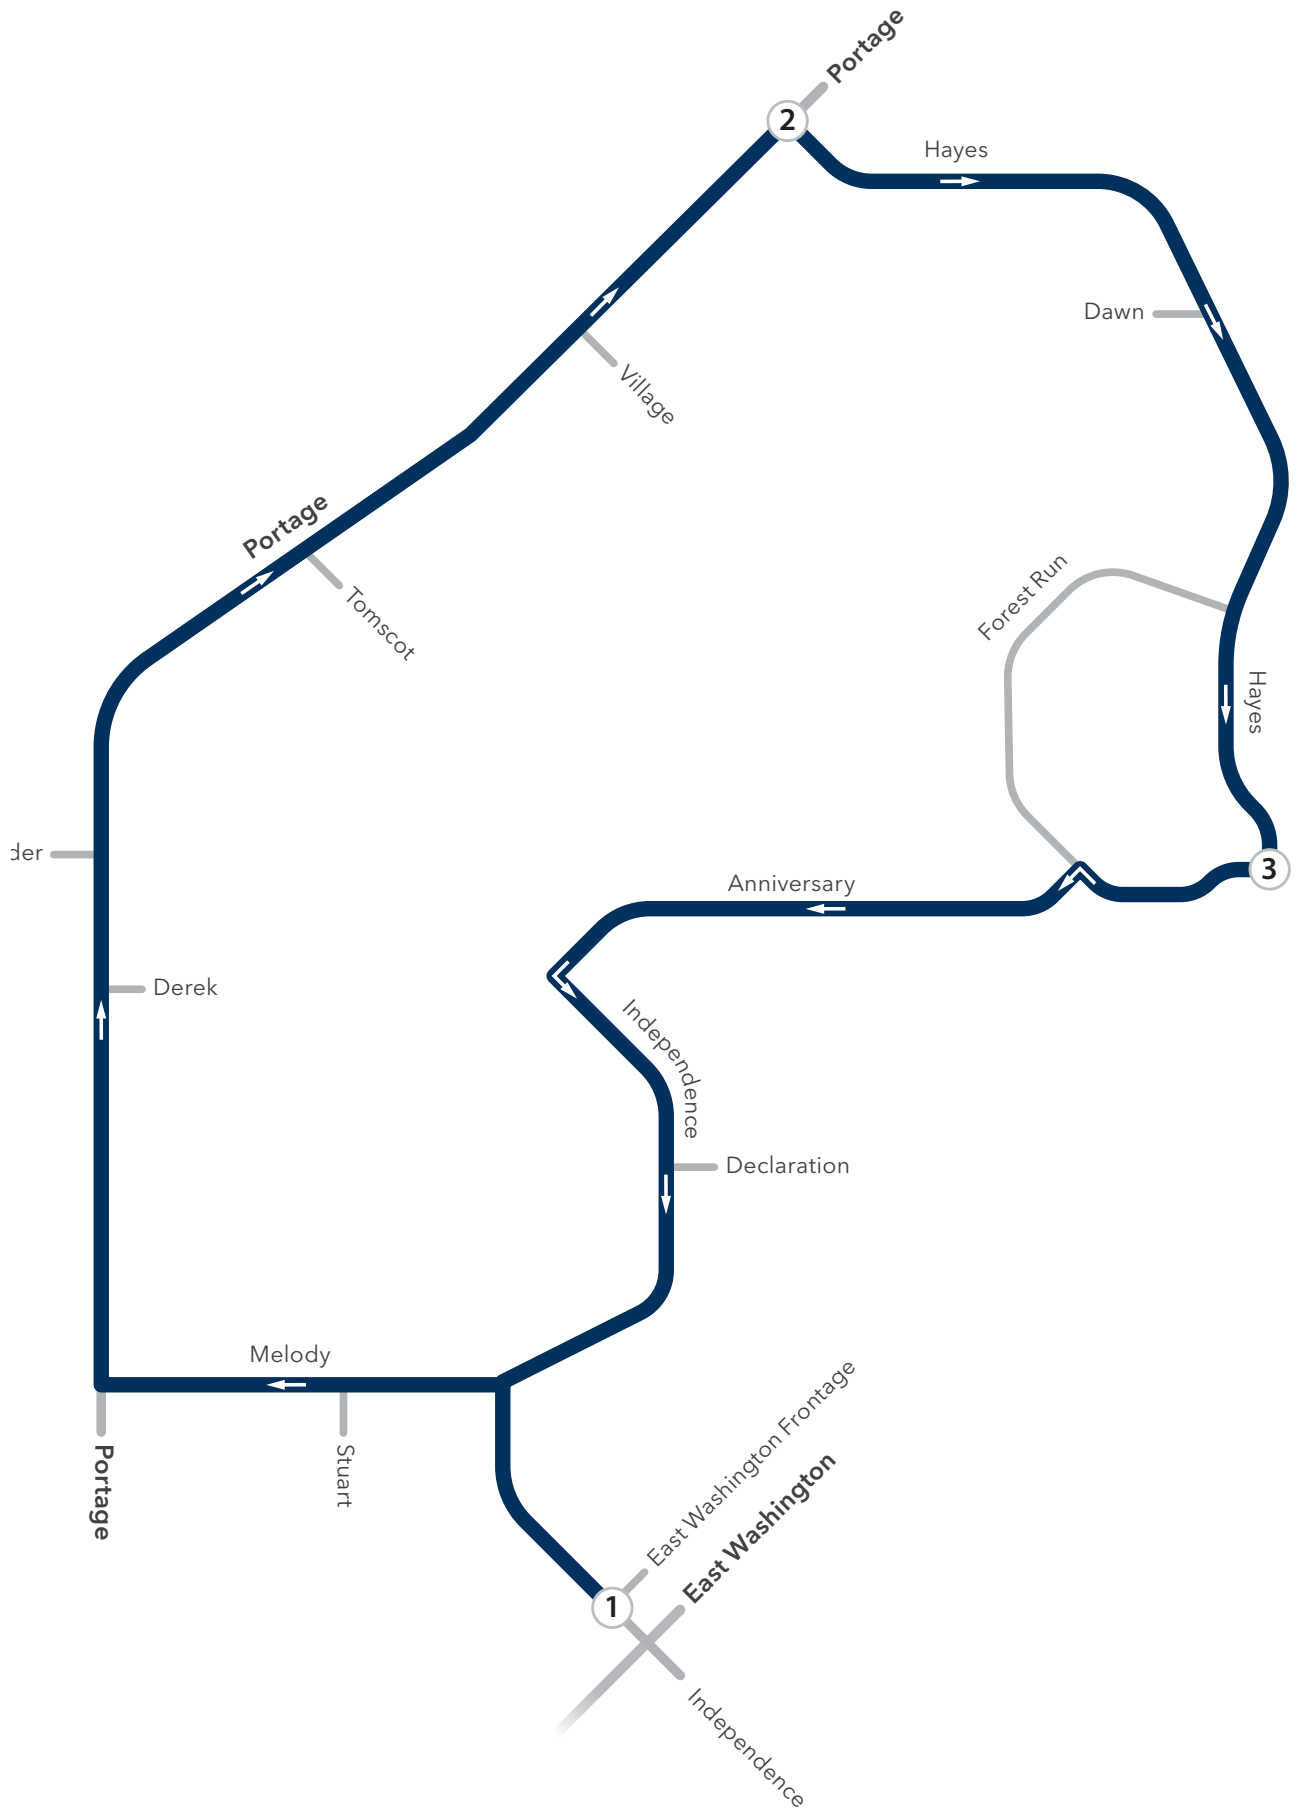 Portage
2
Hayes
Dawn
Village
Portage
Tomscot
Forest Run
Hayes
der
3
Anniversary
Derek
Independence
Declaration
Melody
East Washington Frontage
Stuart
Portage
East Washington
1
Independence